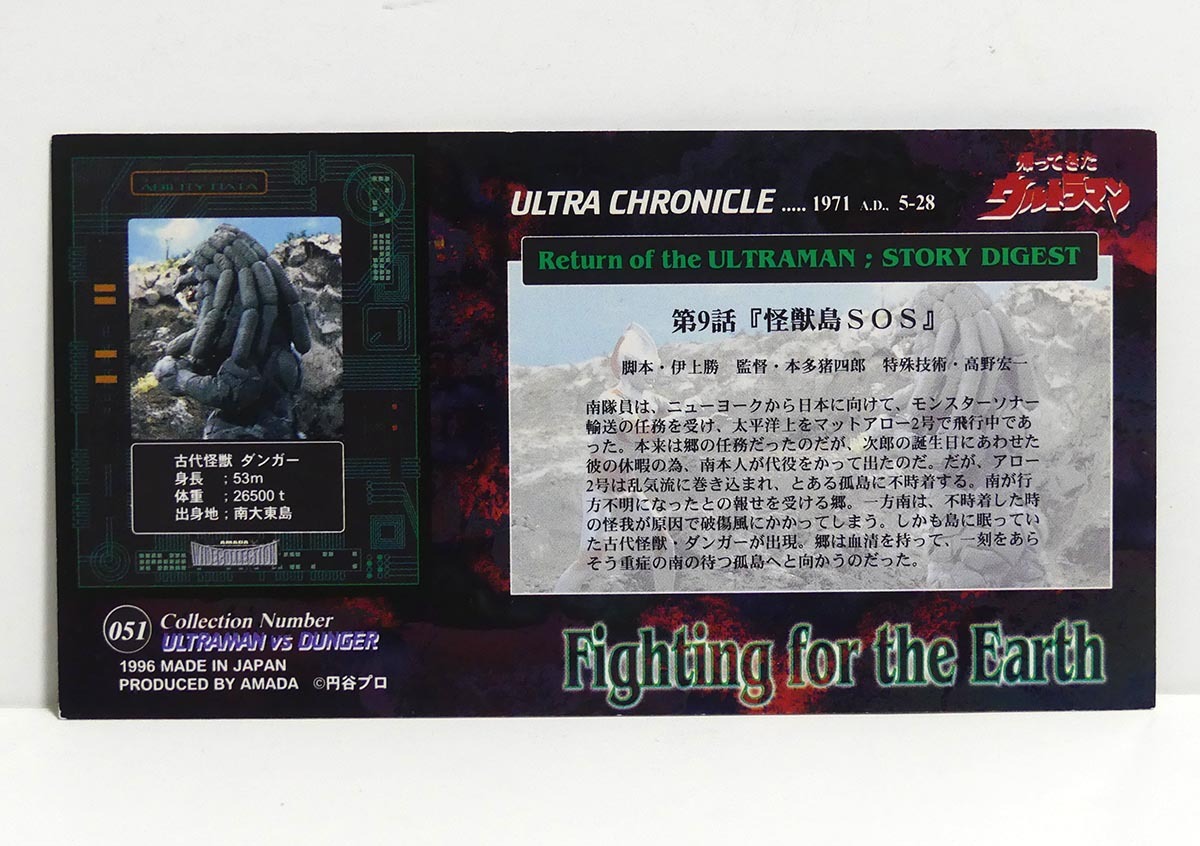 ABILITY DATA
古代怪獣 ダンガー
身長 ；53m
体重 ；26500ｔ
出身地；南大東島
AMADA
051
Collection Number
ULTRAMAN vs DUNGER
1996 MADE IN JAPAN
PRODUCED BY AMADA ©円谷プロ
ULTRA CHRONICLE ..... 1971 A.D.. 5-28
帰ってきた
ウルトラマン
Return of the ULTRAMAN ; STORY DIGEST
第9話『怪獣島ＳＯＳ』
脚本・伊上勝 監督・本多猪四郎 特殊技術・高野宏一
南隊員は、ニューヨークから日本に向けて、モンスターソナー
輸送の任務を受け、太平洋上をマットアロー2号で飛行中であ
った。本来は郷の任務だったのだが、次郎の誕生日にあわせた
彼の休暇の為、南本人が代役をかって出たのだ。だが、アロー
2号は乱気流に巻き込まれ、とある孤島に不時着する。南が行
方不明になったとの報せを受ける郷。一方南は、不時着した時
の怪我が原因で破傷風にかかってしまう。しかも島に眠ってい
た古代怪獣・ダンガーが出現。郷は血清を持って、一刻をあら
そう重症の南の待つ孤島へと向かうのだった。
Fighting for the Earth